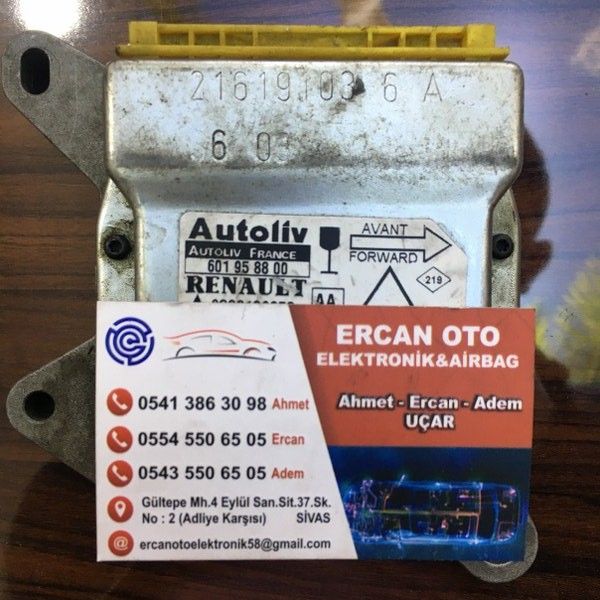 216191036 A
6 0
Autoliv
AUTOLIV FRANCE
601 95 88 00
RENAULT
AVANT
FORWARD
219
AA
ERCAN OTO
ELEKTRONİK&AİRBAG
Ahmet - Ercan - Adem
UÇAR
0541 386 30 98 Ahmet
0554 550 65 05 Ercan
0543 550 65 05 Adem
Gültepe Mh.4 Eylül San.Sit.37.Sk.
No : 2 (Adliye Karşısı) SİVAS
@ ercanotoelektronik58@gmail.com